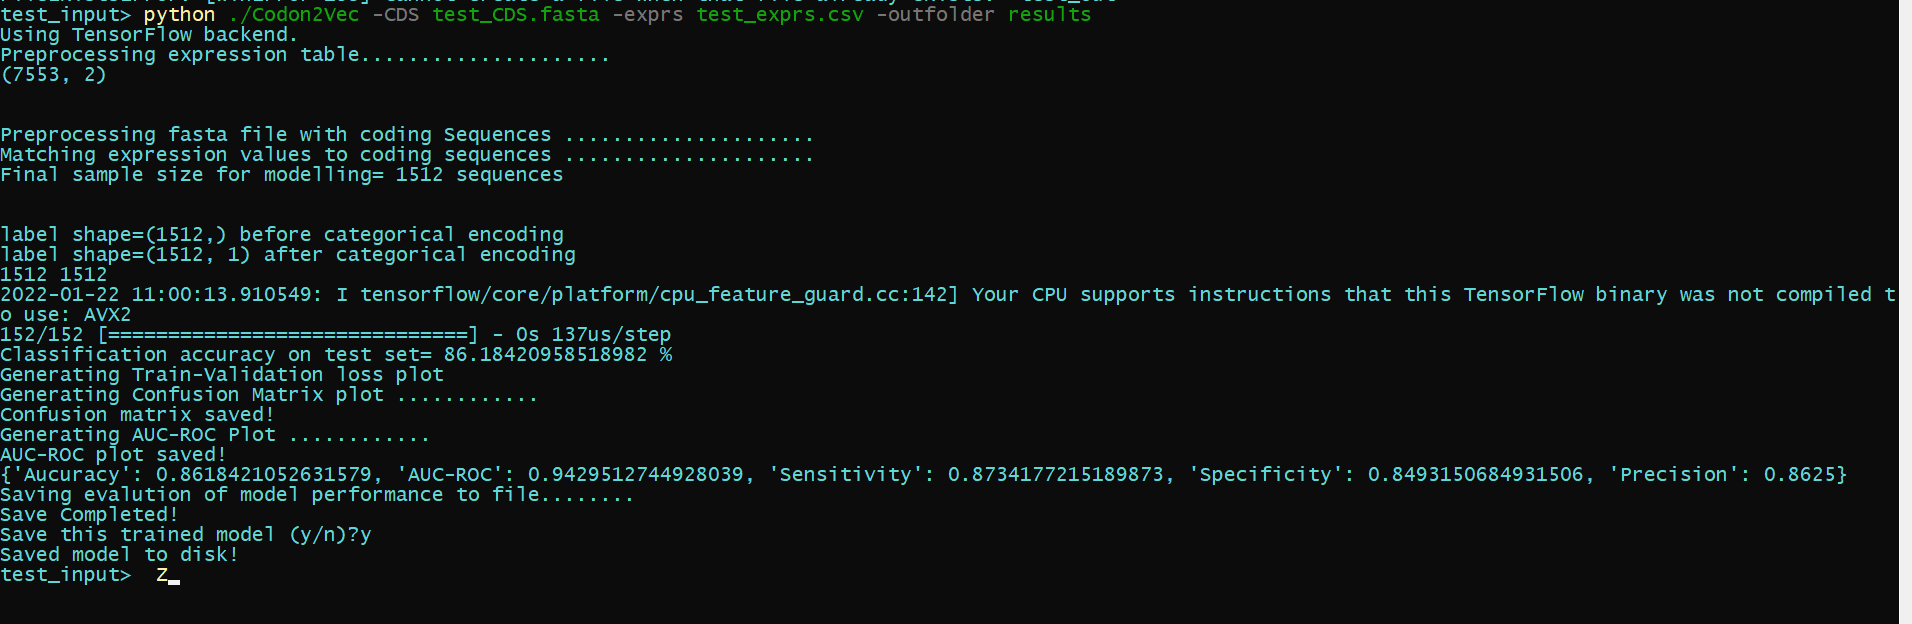 test_input> python ./Codon2Vec -CDS test_CDS.fasta -exprs test_exprs.csv -outfolder results
Using TensorFlow backend.
Preprocessing expression table.....................
(7553, 2)
Preprocessing fasta file with coding Sequences .....................
Matching expression values to coding sequences .....................
Final sample size for modelling= 1512 sequences
label shape=(1512,) before categorical encoding
label shape=(1512, 1) after categorical encoding
1512 1512
2022-01-22 11:00:13.910549: I tensorflow/core/platform/cpu_feature_guard.cc:142] Your CPU supports instructions that this TensorFlow binary was not compiled t
o use: AVX2
152/152 [==============================] - 0s 137us/step
Classification accuracy on test set= 86.18420958518982 %
Generating Train-Validation loss plot
Generating Confusion Matrix plot ............
Confusion matrix saved!
Generating AUC-ROC Plot ............
AUC-ROC plot saved!
{'Aucuracy': 0.8618421052631579, 'AUC-ROC': 0.9429512744928039, 'Sensitivity': 0.8734177215189873, 'Specificity': 0.8493150684931506, 'Precision': 0.8625}
Saving evalution of model performance to file........
Save Completed!
Save this trained model (y/n)?y
Saved model to disk!
test_input>  Z_